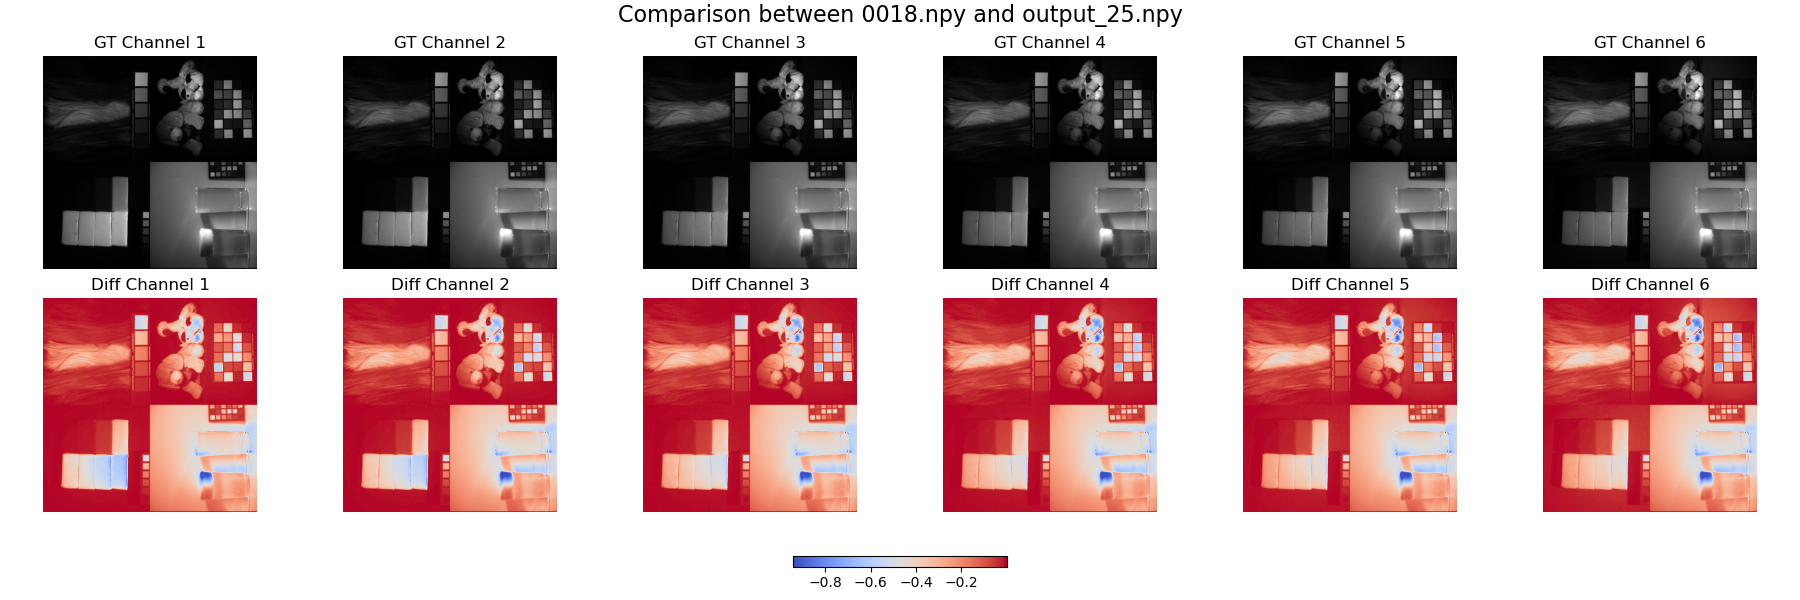 Comparison between 0018.npy and output_25.npy
GT Channel 1 GT Channel 2 GT Channel 3 GT Channel 4 GT Channel 5 GT Channel 6
Diff Channel 1 Diff Channel 2 Diff Channel 3 Diff Channel 4 Diff Channel 5 Diff Channel 6
−0.8 −0.6 −0.4 −0.2